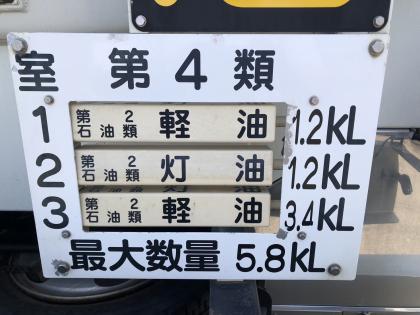 室 第4類
1 第2石油類 軽油 1.2KL
2 第2石油類 灯油 1.2KL
3 第2石油類 軽油 3.4KL
最大数量 5.8KL